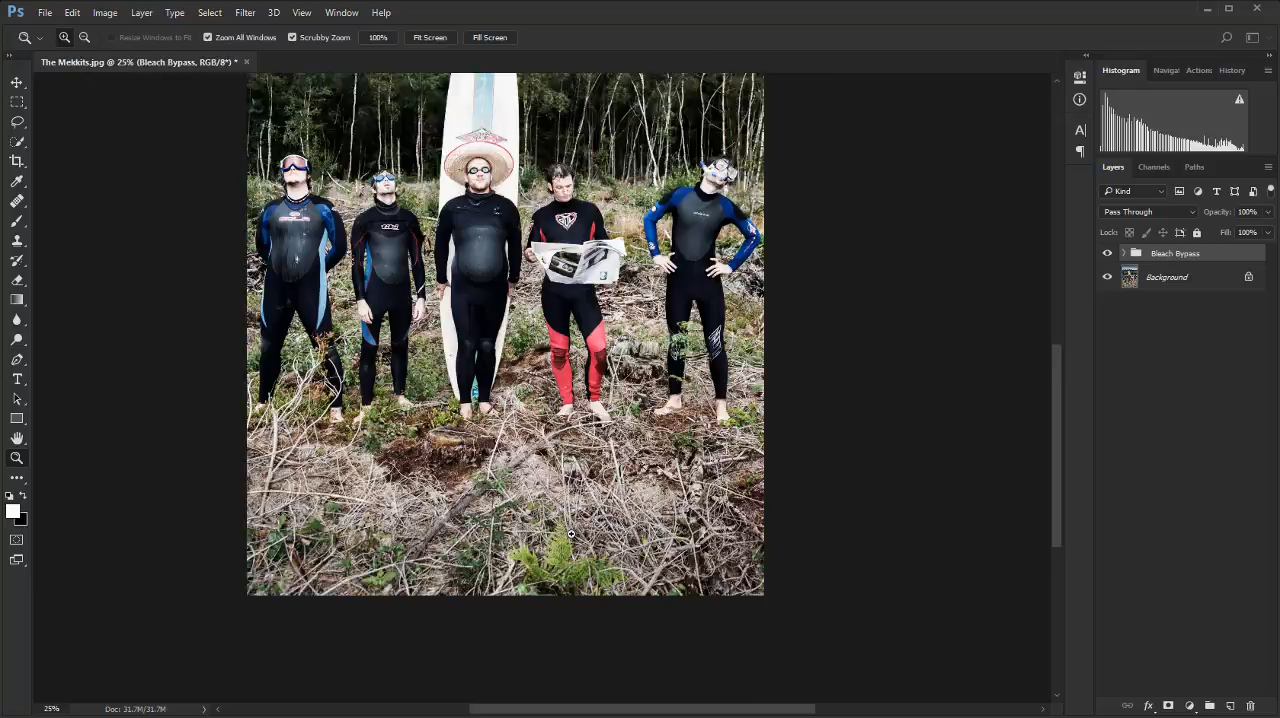 Ps File Edit Image Layer Type Select Filter 3D View Window Help
Resize Windows to Fit Zoom All Windows Scrubby Zoom 100% Fit Screen Fill Screen
The Mekkits.jpg @ 25% (Bleach Bypass, RGB/8*) *
Histogram Navigat Actions History
Layers Channels Paths
Kind
Pass Through Opacity: 100%
Locks: Fill: 100%
Bleach Bypass
Background
25% Doc: 31.7M/31.7M